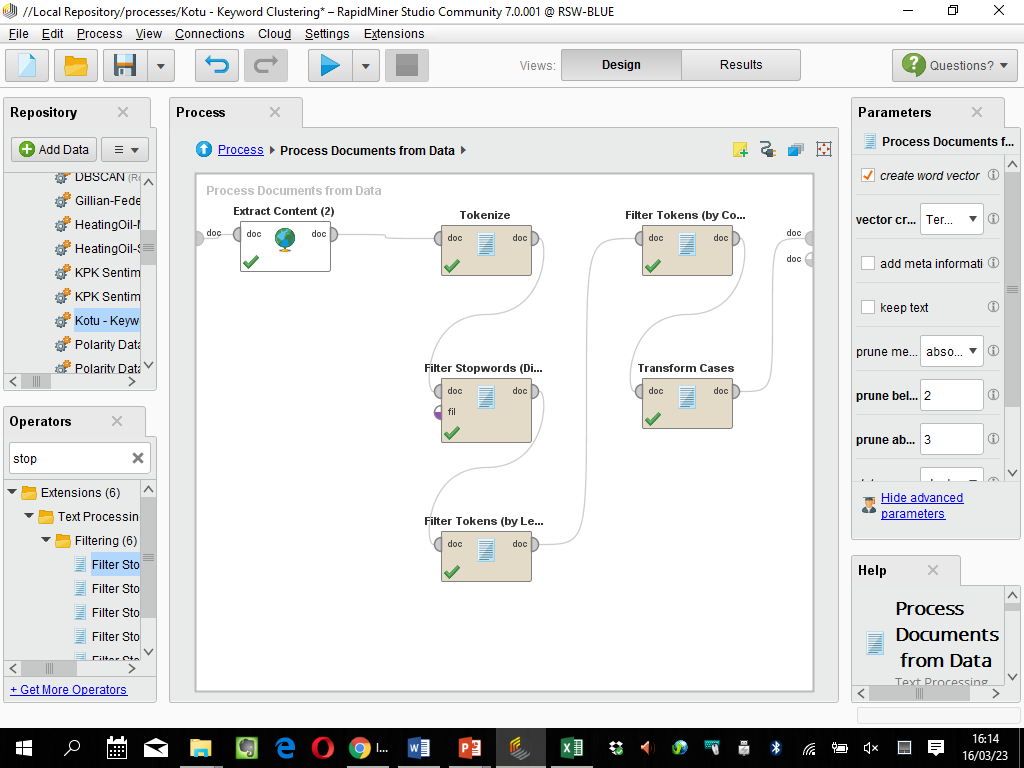 //Local Repository/processes/Kotu - Keyword Clustering* – RapidMiner Studio Community 7.0.001 @ RSW-BLUE
File Edit Process View Connections Cloud Settings Extensions
Views: Design Results Questions?
Repository
Add Data
DBSCAN (Ro
Gillian-Fede
HeatingOil-
HeatingOil-
KPK Sentim
KPK Sentim
Kotu - Keyw
Polarity Data
Polarity Data
Operators
stop
Extensions (6)
Text Processin
Filtering (6)
Filter Sto
Filter Sto
Filter Sto
Filter Sto
Filter Sto
+ Get More Operators
Process
Process Process Documents from Data
Process Documents from Data
Extract Content (2)
doc
doc doc
Tokenize
doc doc
Filter Stopwords (Di...
doc doc
fil
Filter Tokens (by Le...
doc doc
Filter Tokens (by Co...
doc doc
Transform Cases
doc doc
doc
doc
Parameters
Process Documents f...
create word vector
vector cr... Ter...
add meta informati
keep text
prune me... abso...
prune bel... 2
prune ab... 3
Hide advanced
parameters
Help
Process
Documents
from Data
Text Processing
I...
16:14
16/03/23